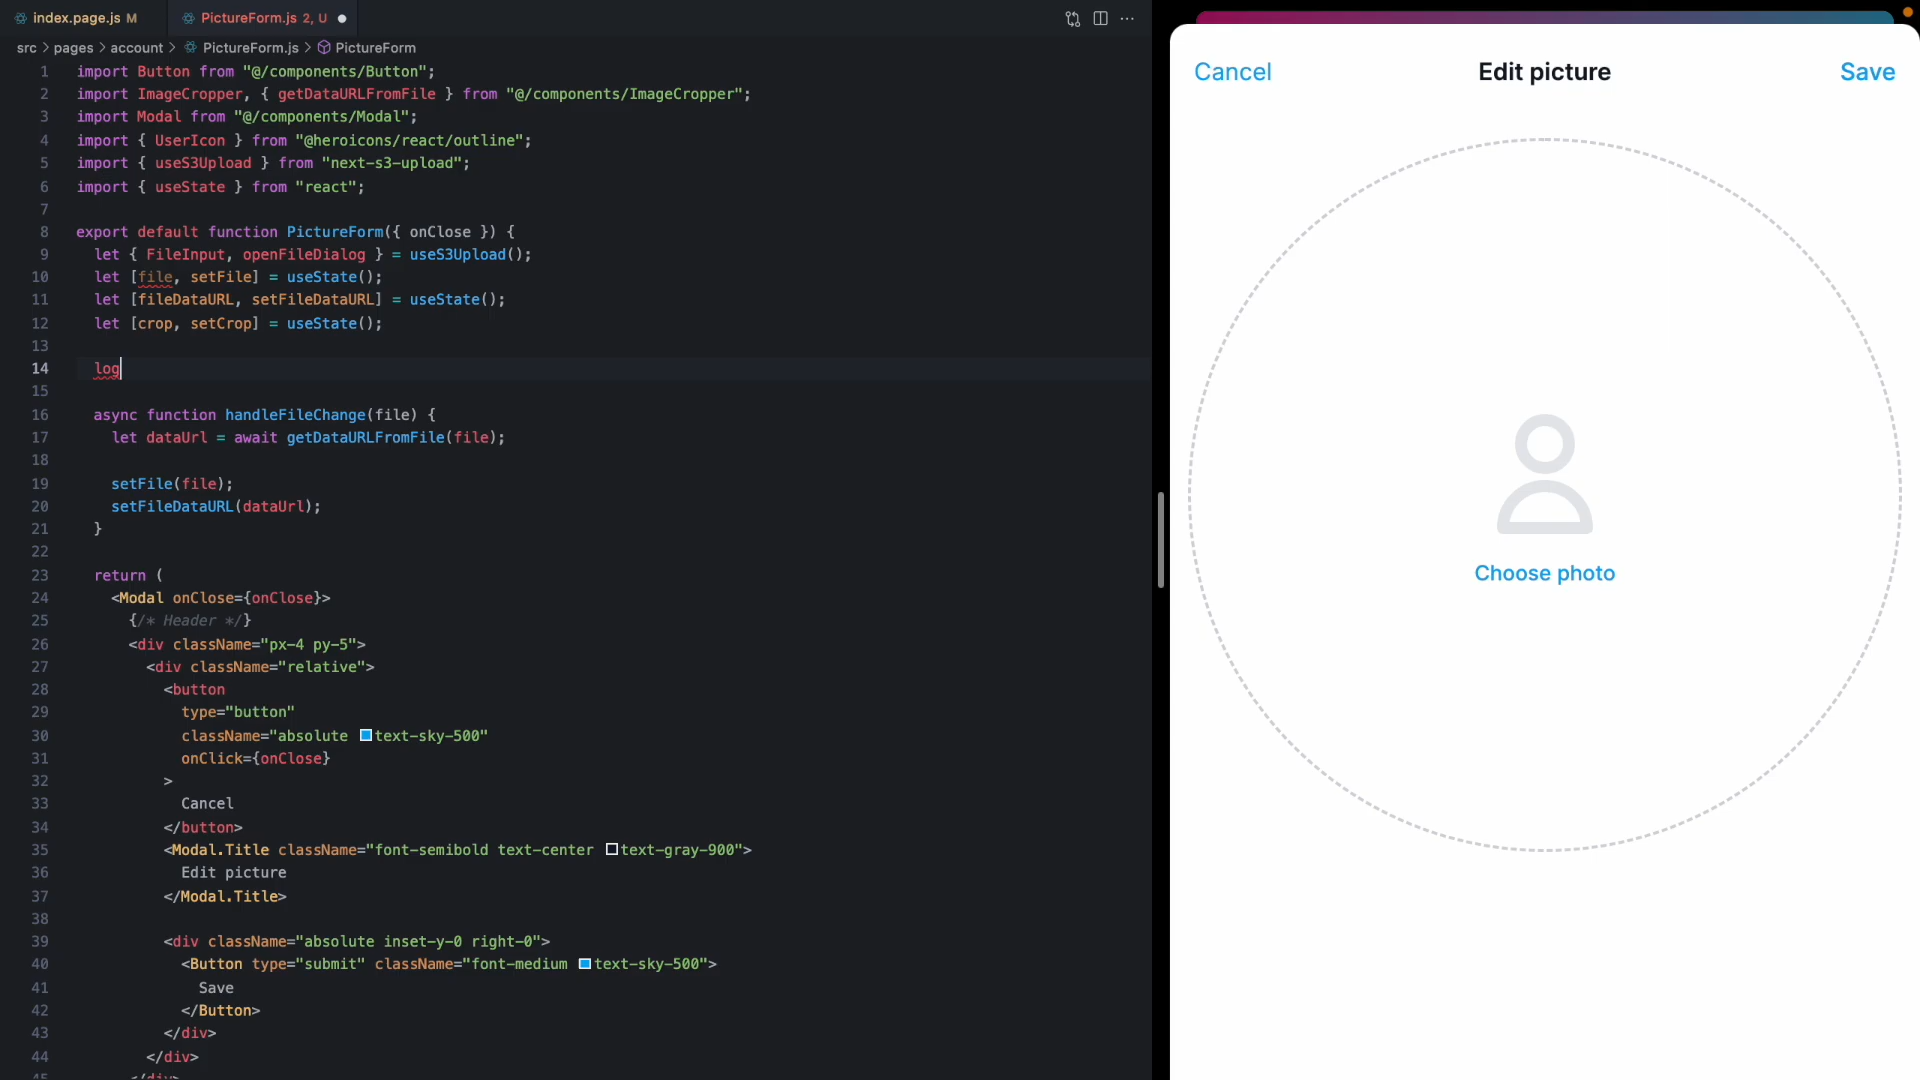 index.page.js M
PictureForm.js 2, U
src > pages > account > PictureForm.js > PictureForm
1 import Button from "@/components/Button";
2 import ImageCropper, { getDataURLFromFile } from "@/components/ImageCropper";
3 import Modal from "@/components/Modal";
4 import { UserIcon } from "@heroicons/react/outline";
5 import { useS3Upload } from "next-s3-upload";
6 import { useState } from "react";
7
8 export default function PictureForm({ onClose }) {
9 let { FileInput, openFileDialog } = useS3Upload();
10 let [file, setFile] = useState();
11 let [fileDataURL, setFileDataURL] = useState();
12 let [crop, setCrop] = useState();
13
14 log
15
16 async function handleFileChange(file) {
17 let dataUrl = await getDataURLFromFile(file);
18
19 setFile(file);
20 setFileDataURL(dataUrl);
21 }
22
23 return (
24 <Modal onClose={onClose}>
25 {/* Header */}
26 <div className="px-4 py-5">
27 <div className="relative">
28 <button
29 type="button"
30 className="absolute text-sky-500"
31 onClick={onClose}
32 >
33 Cancel
34 </button>
35 <Modal.Title className="font-semibold text-center text-gray-900">
36 Edit picture
37 </Modal.Title>
38
39 <div className="absolute inset-y-0 right-0">
40 <Button type="submit" className="font-medium text-sky-500">
41 Save
42 </Button>
43 </div>
44 </div>
45 </div>
Cancel
Edit picture
Save
Choose photo